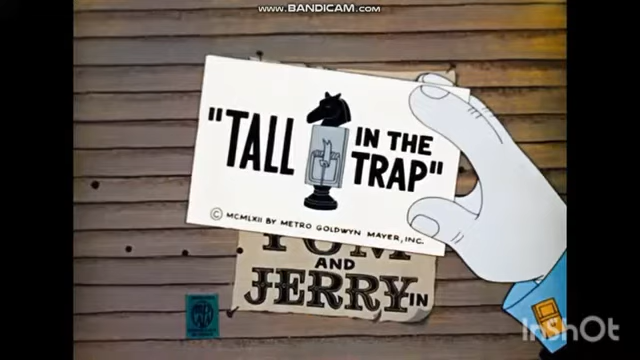 WWW.BANDICAM.COM
"TALL IN THE
TRAP"
© MCMLXII BY METRO GOLDWYN MAYER, INC.
TOM
AND
JERRY IN
InShOt